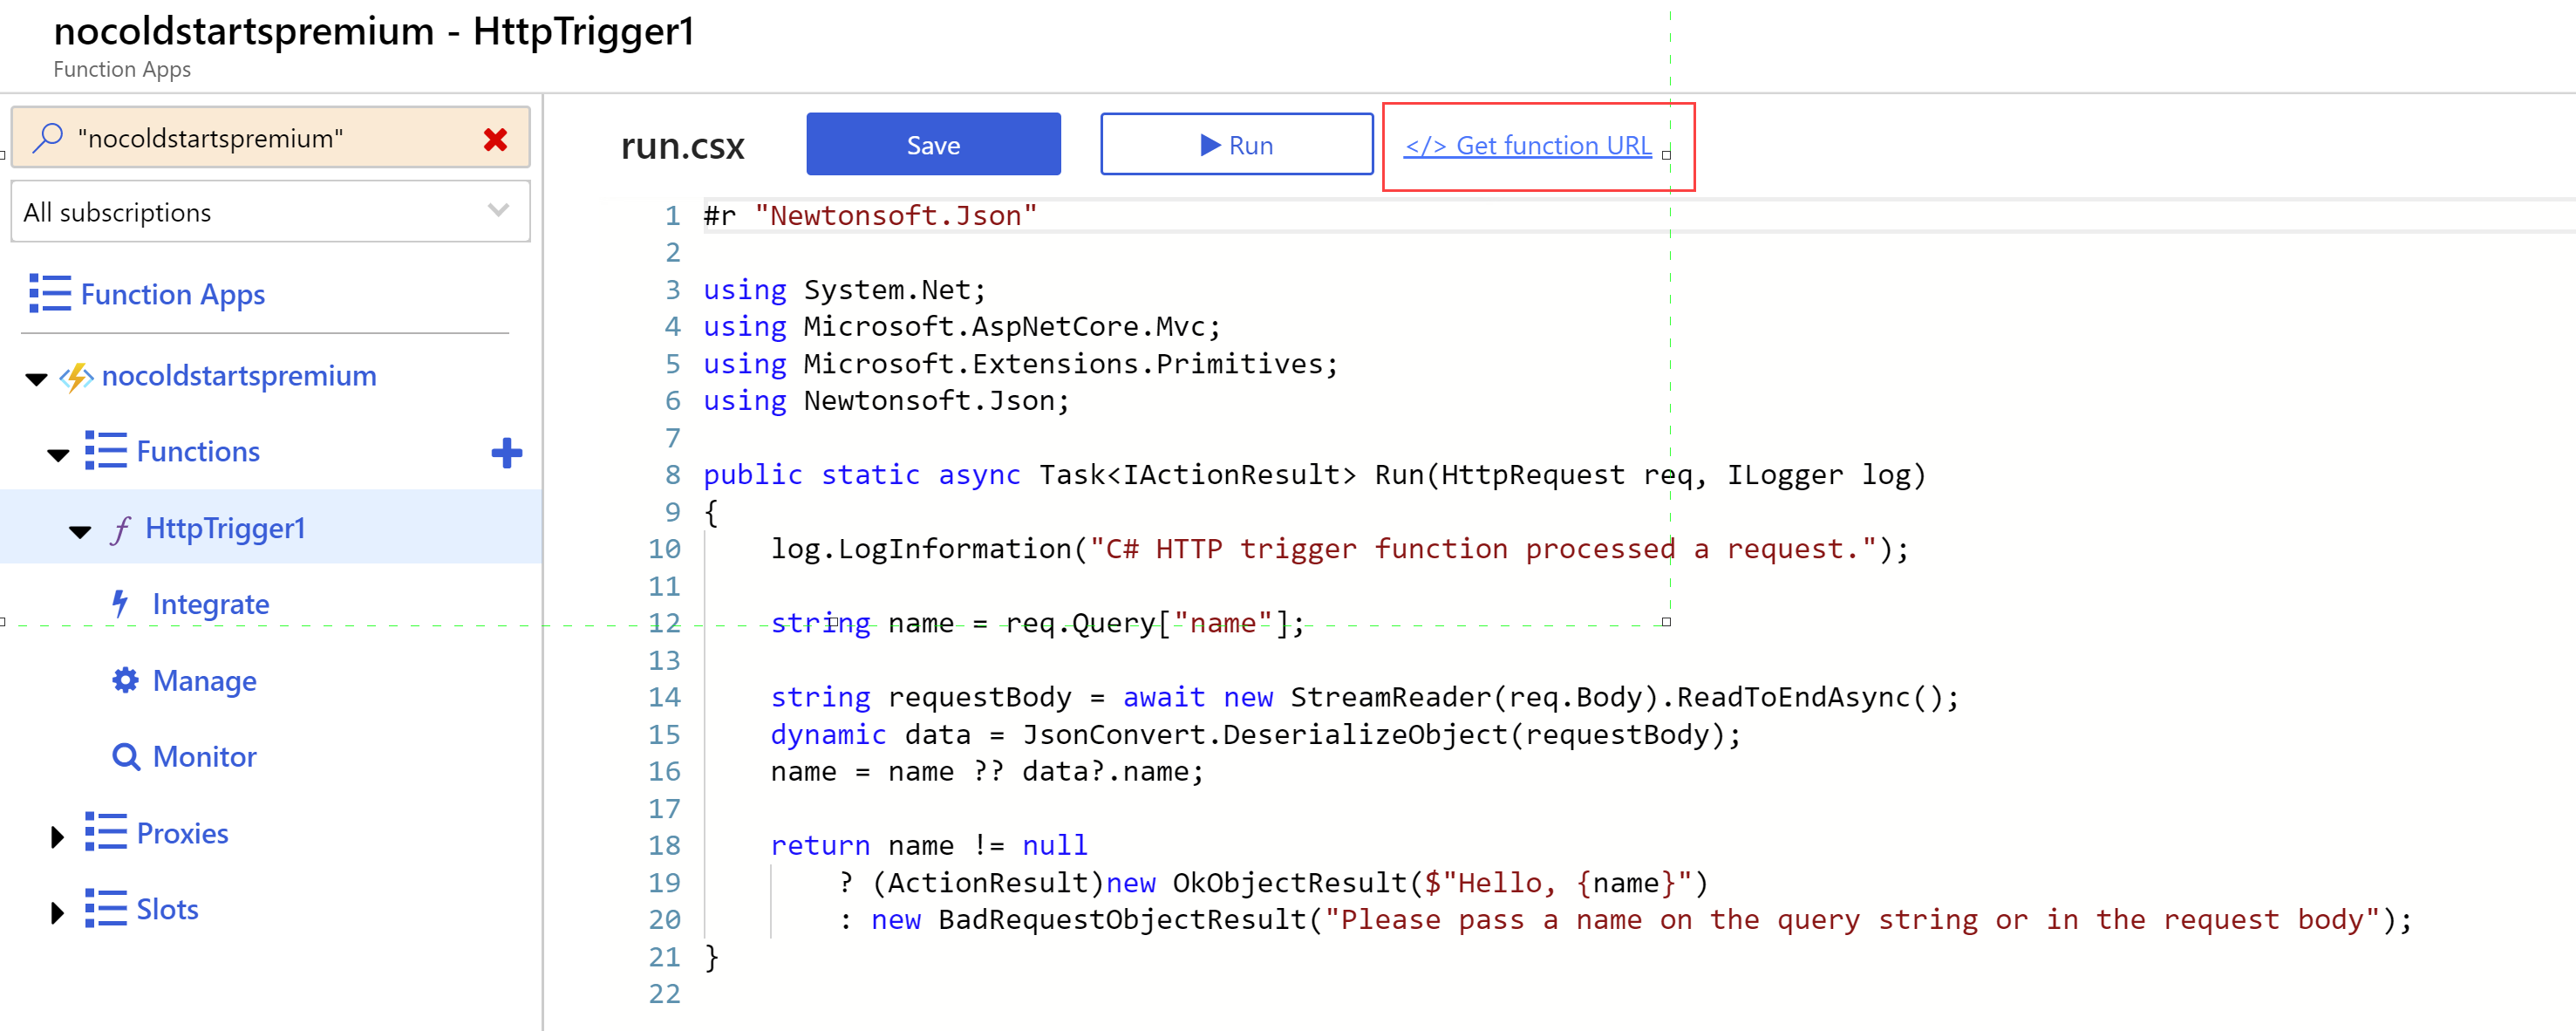 nocoldstartspremium - HttpTrigger1
Function Apps
"nocoldstartspremium"
All subscriptions
Function Apps
nocoldstartspremium
Functions
HttpTrigger1
Integrate
Manage
Monitor
Proxies
Slots
run.csx
Save
Run
</> Get function URL
1 #r "Newtonsoft.Json"
2
3 using System.Net;
4 using Microsoft.AspNetCore.Mvc;
5 using Microsoft.Extensions.Primitives;
6 using Newtonsoft.Json;
7
8 public static async Task<IActionResult> Run(HttpRequest req, ILogger log)
9 {
10     log.LogInformation("C# HTTP trigger function processed a request.");
11
12     string name = req.Query["name"];
13
14     string requestBody = await new StreamReader(req.Body).ReadToEndAsync();
15     dynamic data = JsonConvert.DeserializeObject(requestBody);
16     name = name ?? data?.name;
17
18     return name != null
19         ? (ActionResult)new OkObjectResult($"Hello, {name}")
20         : new BadRequestObjectResult("Please pass a name on the query string or in the request body");
21 }
22